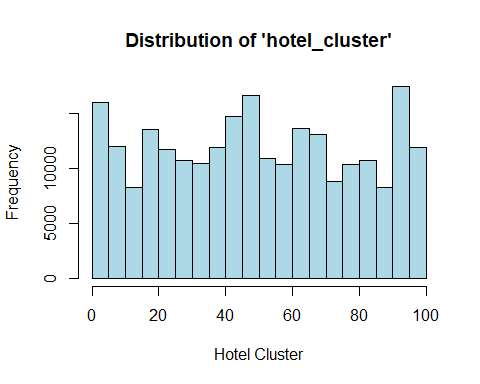 Distribution of 'hotel_cluster'
Frequency
10000
5000
0
0 20 40 60 80 100
Hotel Cluster